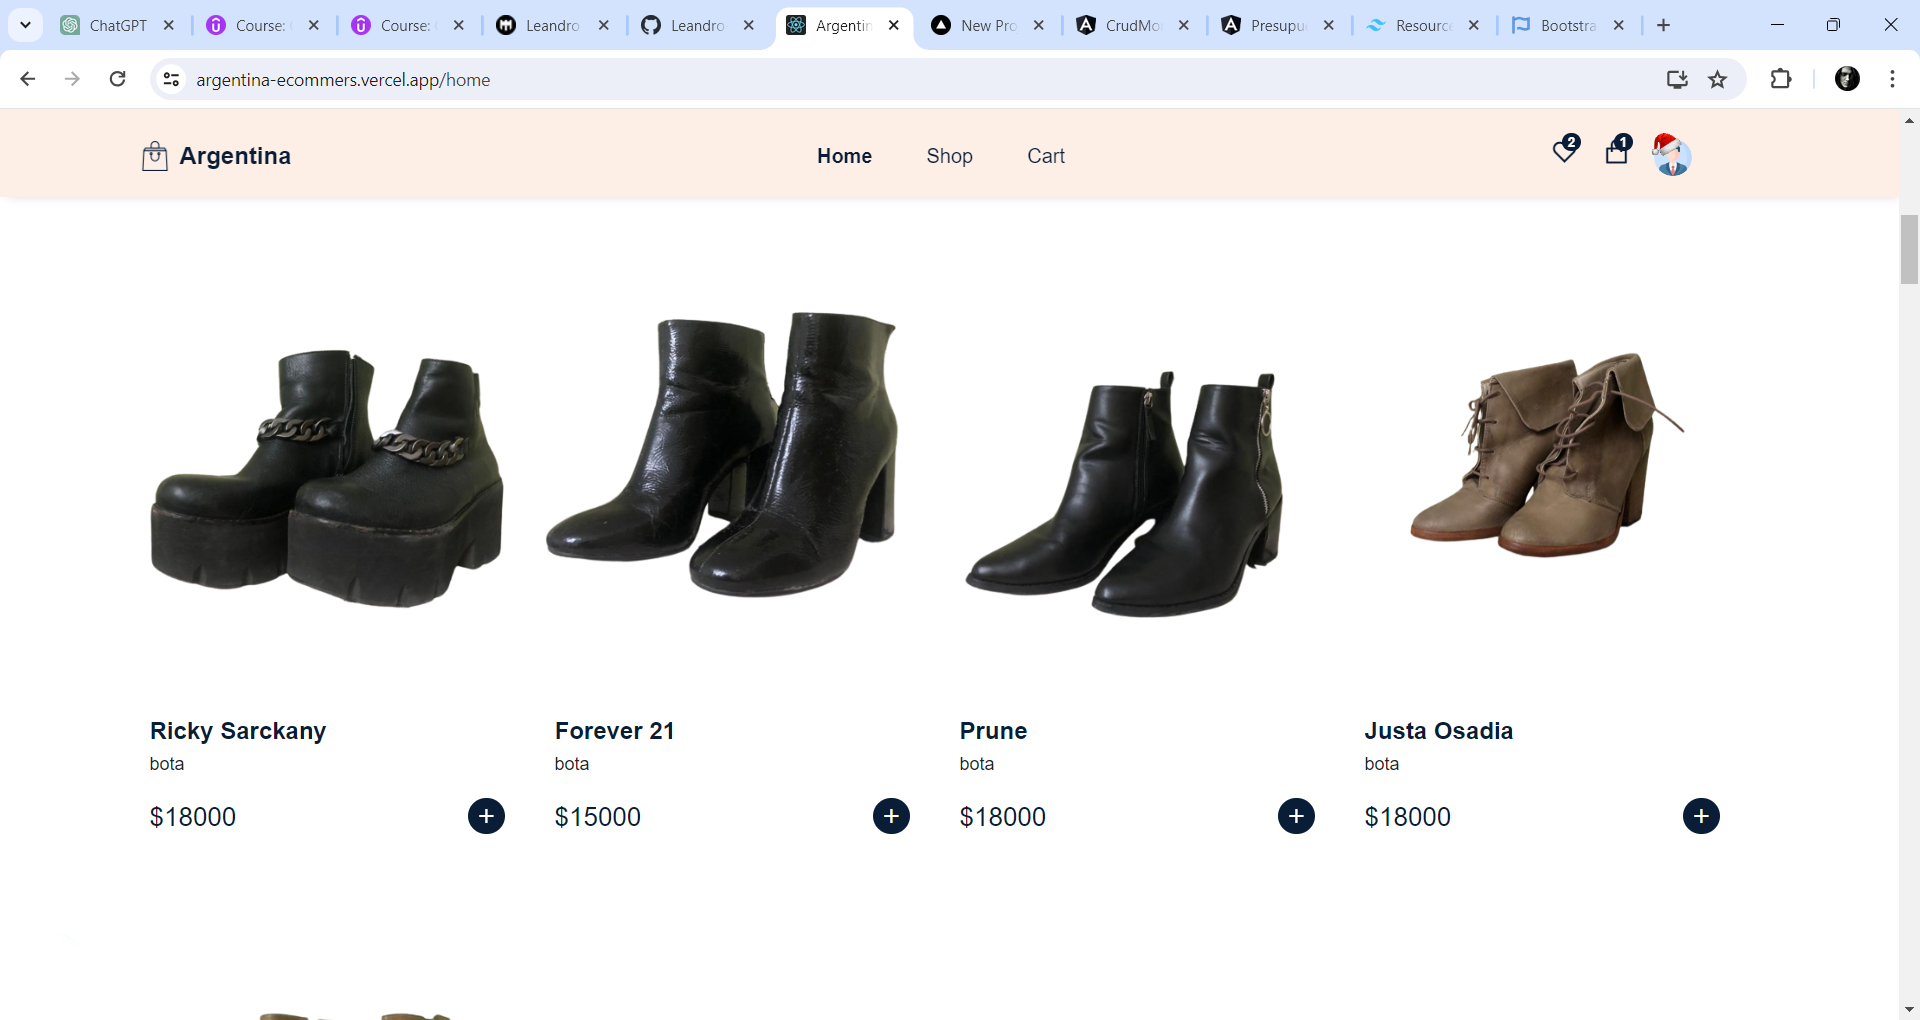 ChatGPT Course: Course: Leandro Leandro Argentin New Pro CrudMo Presupu Resourc Bootstra
argentina-ecommers.vercel.app/home
Argentina Home Shop Cart 2 1
Ricky Sarckany Forever 21 Prune Justa Osadia
bota bota bota bota
$18000 + $15000 + $18000 + $18000 +